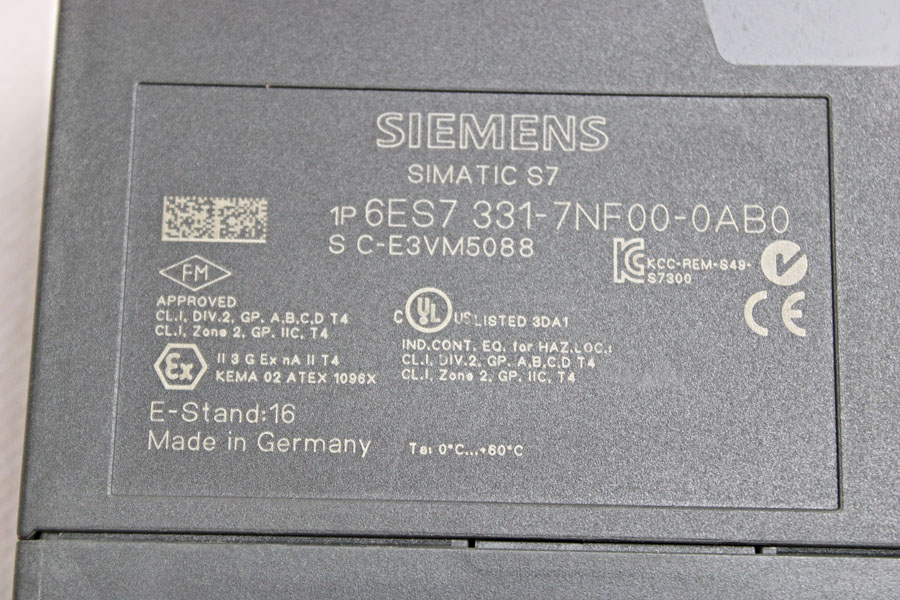 SIEMENS
SIMATIC S7
1P 6ES7 331-7NF00-0AB0
S C-E3VM5088
KCC-REM-S49-
S7300
FM
APPROVED
CL.I, DIV.2, GP. A,B,C,D T4
CL.I, Zone 2, GP. IIC, T4
C UL US LISTED 3DA1
IND.CONT. EQ. for HAZ.LOC.:
CL.I, DIV.2, GP. A,B,C,D T4
CL.I, Zone 2, GP. IIC, T4
Ex II 3 G Ex nA II T4
KEMA 02 ATEX 1096X
CE
E-Stand:16
Made in Germany
Ta: 0°C...+60°C